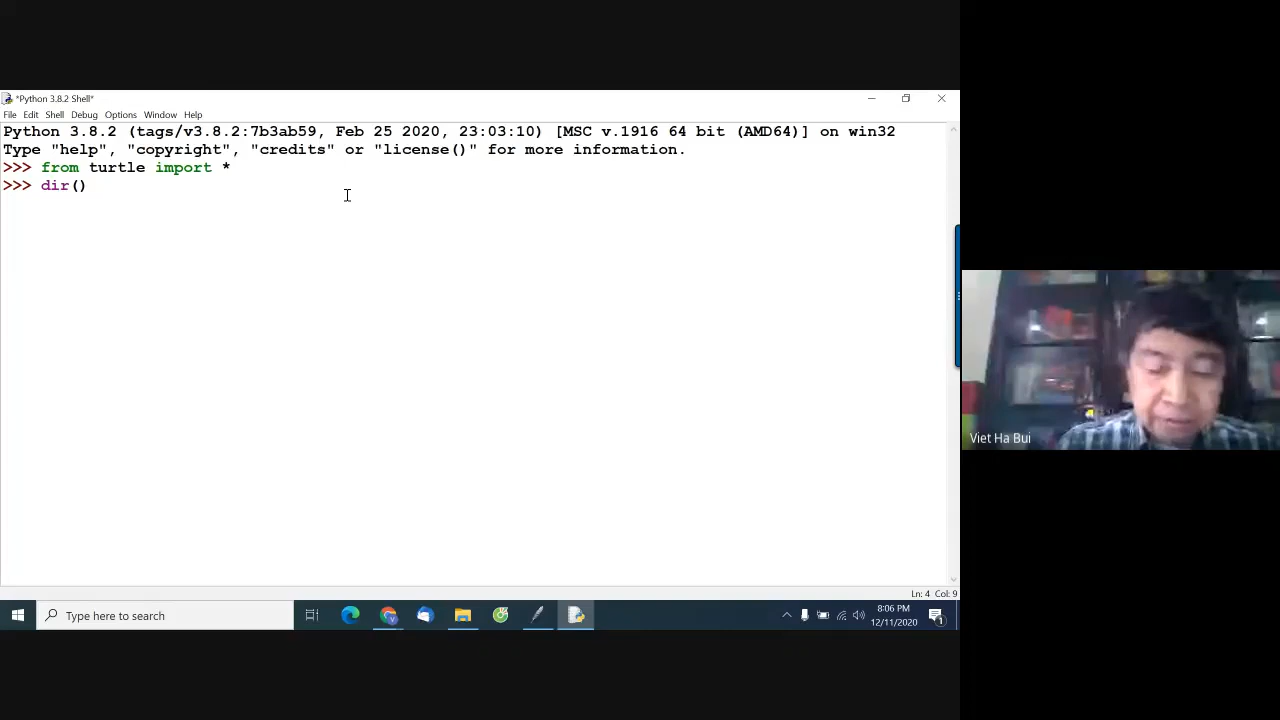 *Python 3.8.2 Shell*
File Edit Shell Debug Options Window Help
Python 3.8.2 (tags/v3.8.2:7b3ab59, Feb 25 2020, 23:03:10) [MSC v.1916 64 bit (AMD64)] on win32
Type "help", "copyright", "credits" or "license()" for more information.
>>> from turtle import *
>>> dir()
Viet Ha Bui
Ln: 4 Col: 9
Type here to search
8:06 PM
12/11/2020
1